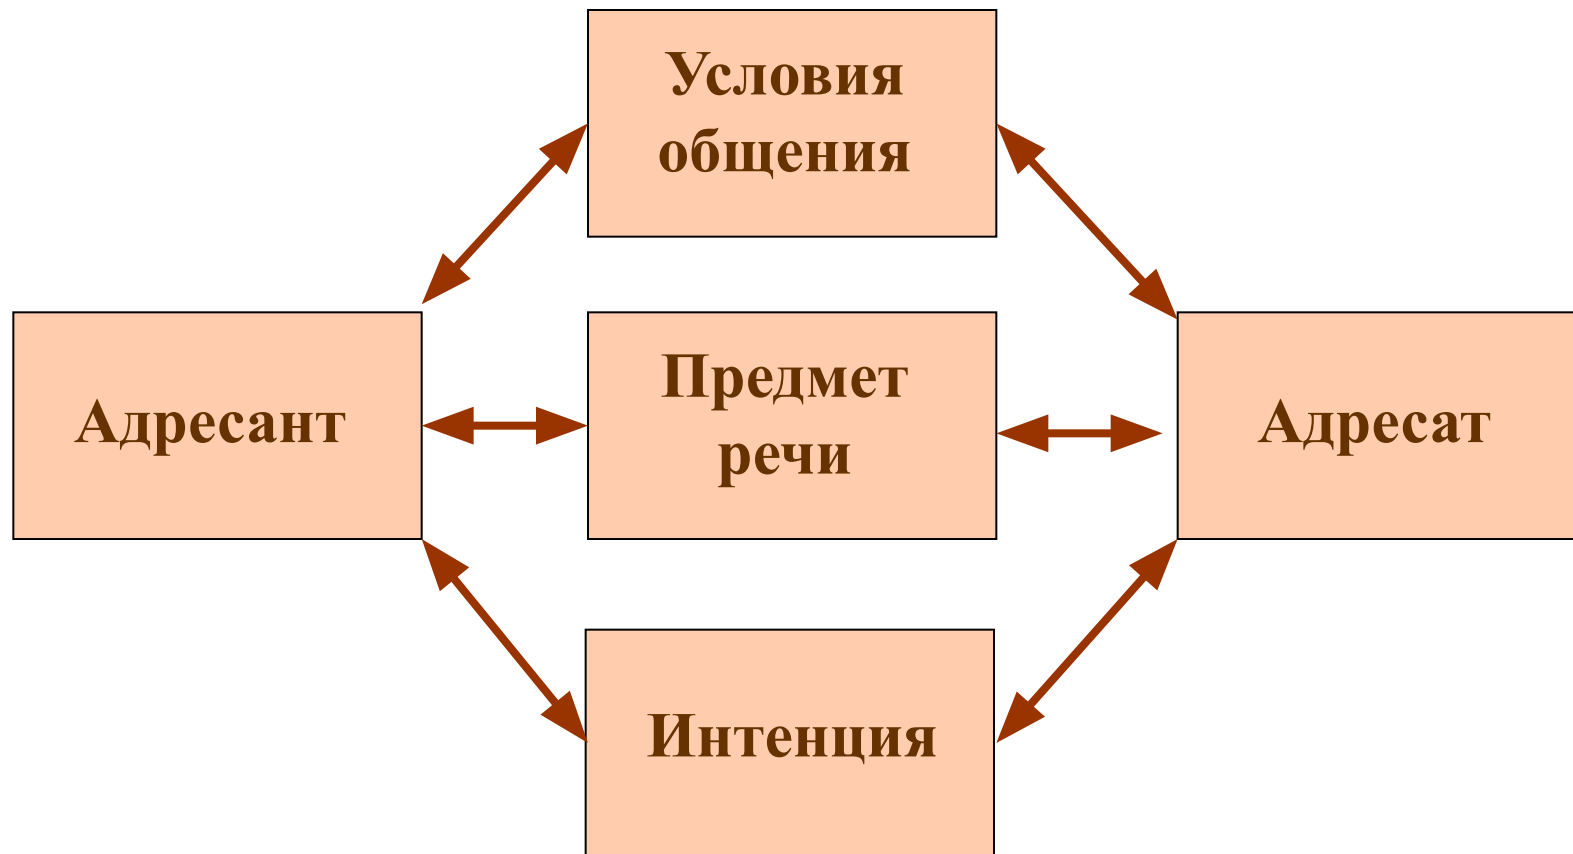 Условия
общения
Адресант
Предмет
речи
Адресат
Интенция